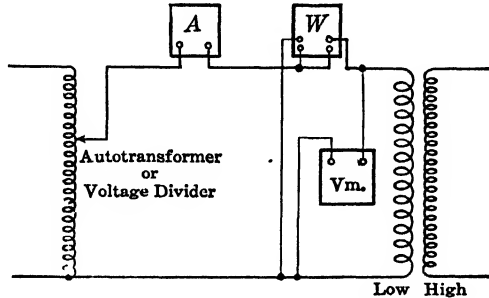 A
W
Autotransformer
or
Voltage Divider
Vm.
Low High